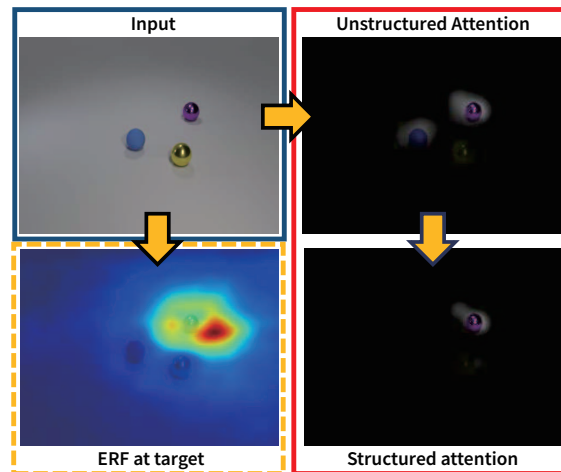 Input
Unstructured Attention
ERF at target
Structured attention